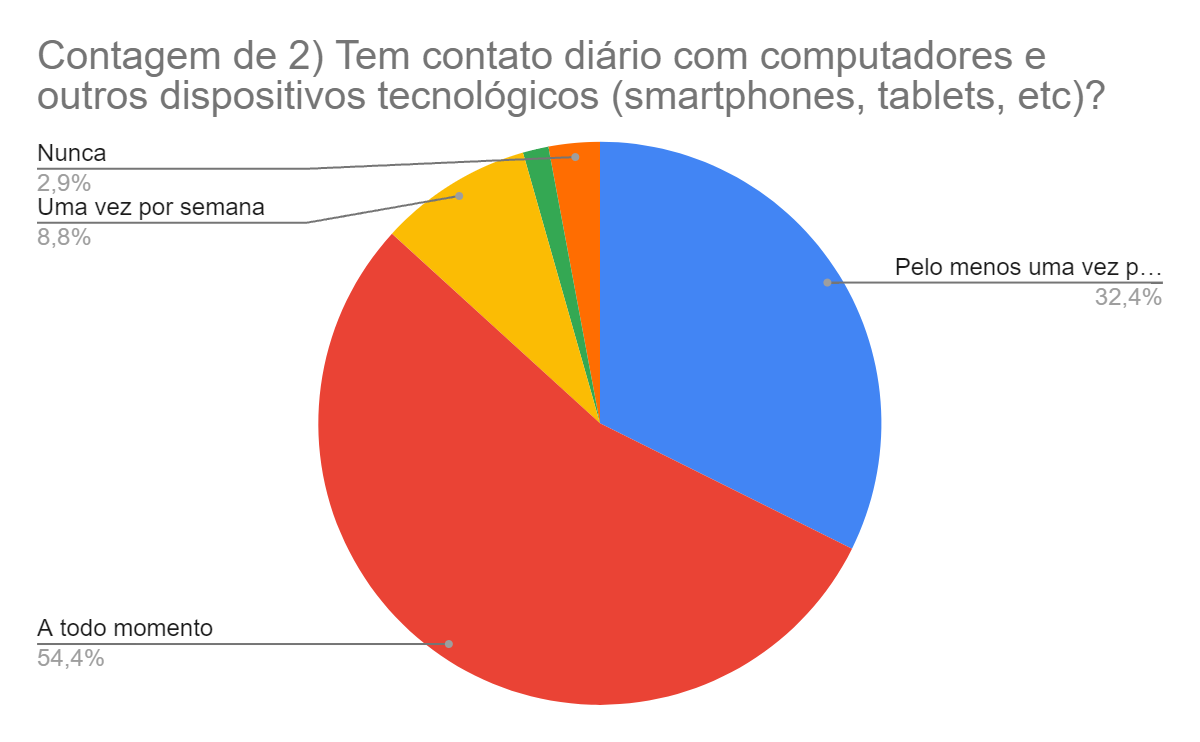 Contagem de 2) Tem contato diário com computadores e
outros dispositivos tecnológicos (smartphones, tablets, etc)?
Nunca
2,9%
Uma vez por semana
8,8%
Pelo menos uma vez p…
32,4%
A todo momento
54,4%